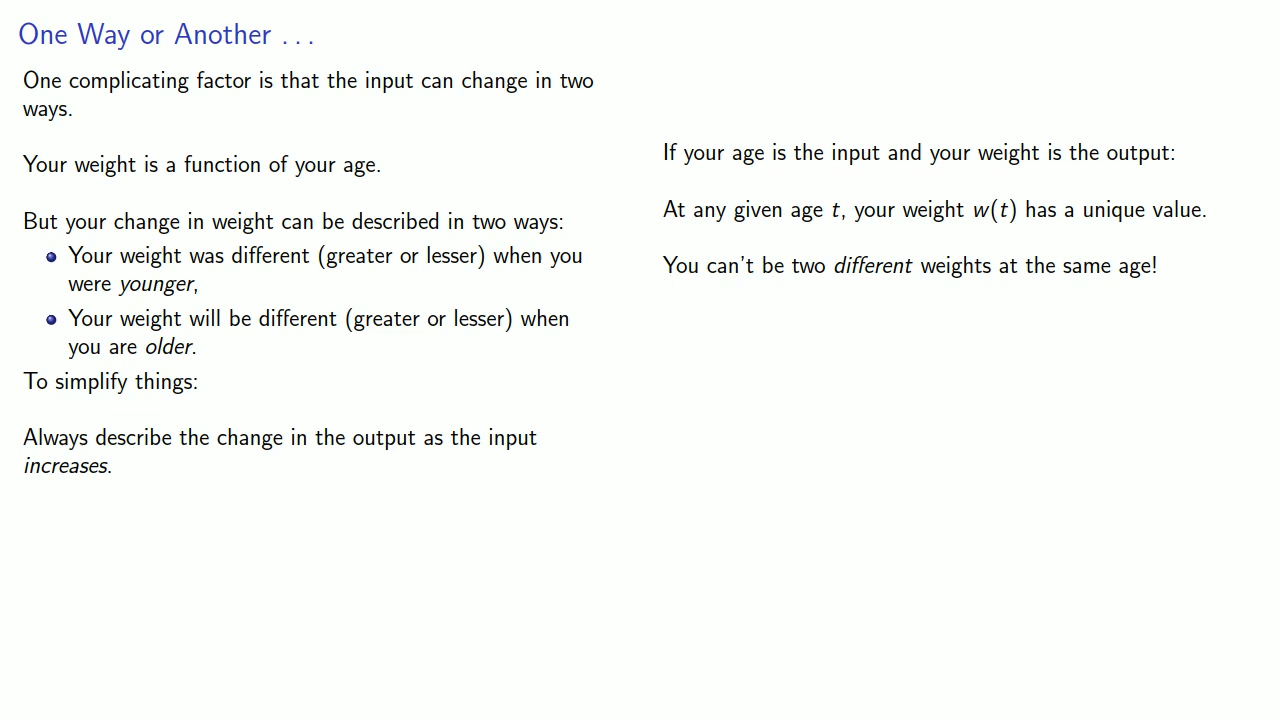 One Way or Another . . .
One complicating factor is that the input can change in two
ways.
Your weight is a function of your age.
But your change in weight can be described in two ways:
Your weight was different (greater or lesser) when you
were younger,
Your weight will be different (greater or lesser) when
you are older.
To simplify things:
Always describe the change in the output as the input
increases.
If your age is the input and your weight is the output:
At any given age t, your weight w(t) has a unique value.
You can't be two different weights at the same age!